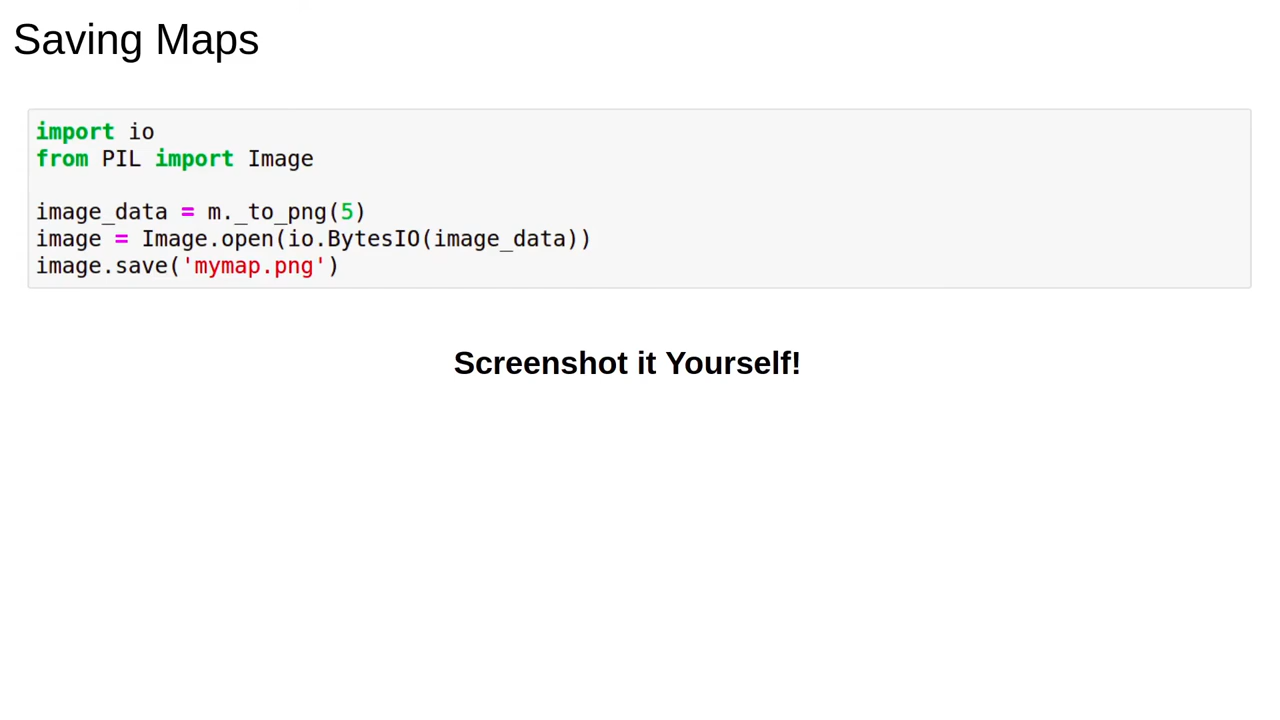 Saving Maps
import io
from PIL import Image
image_data = m._to_png(5)
image = Image.open(io.BytesIO(image_data))
image.save('mymap.png')
Screenshot it Yourself!